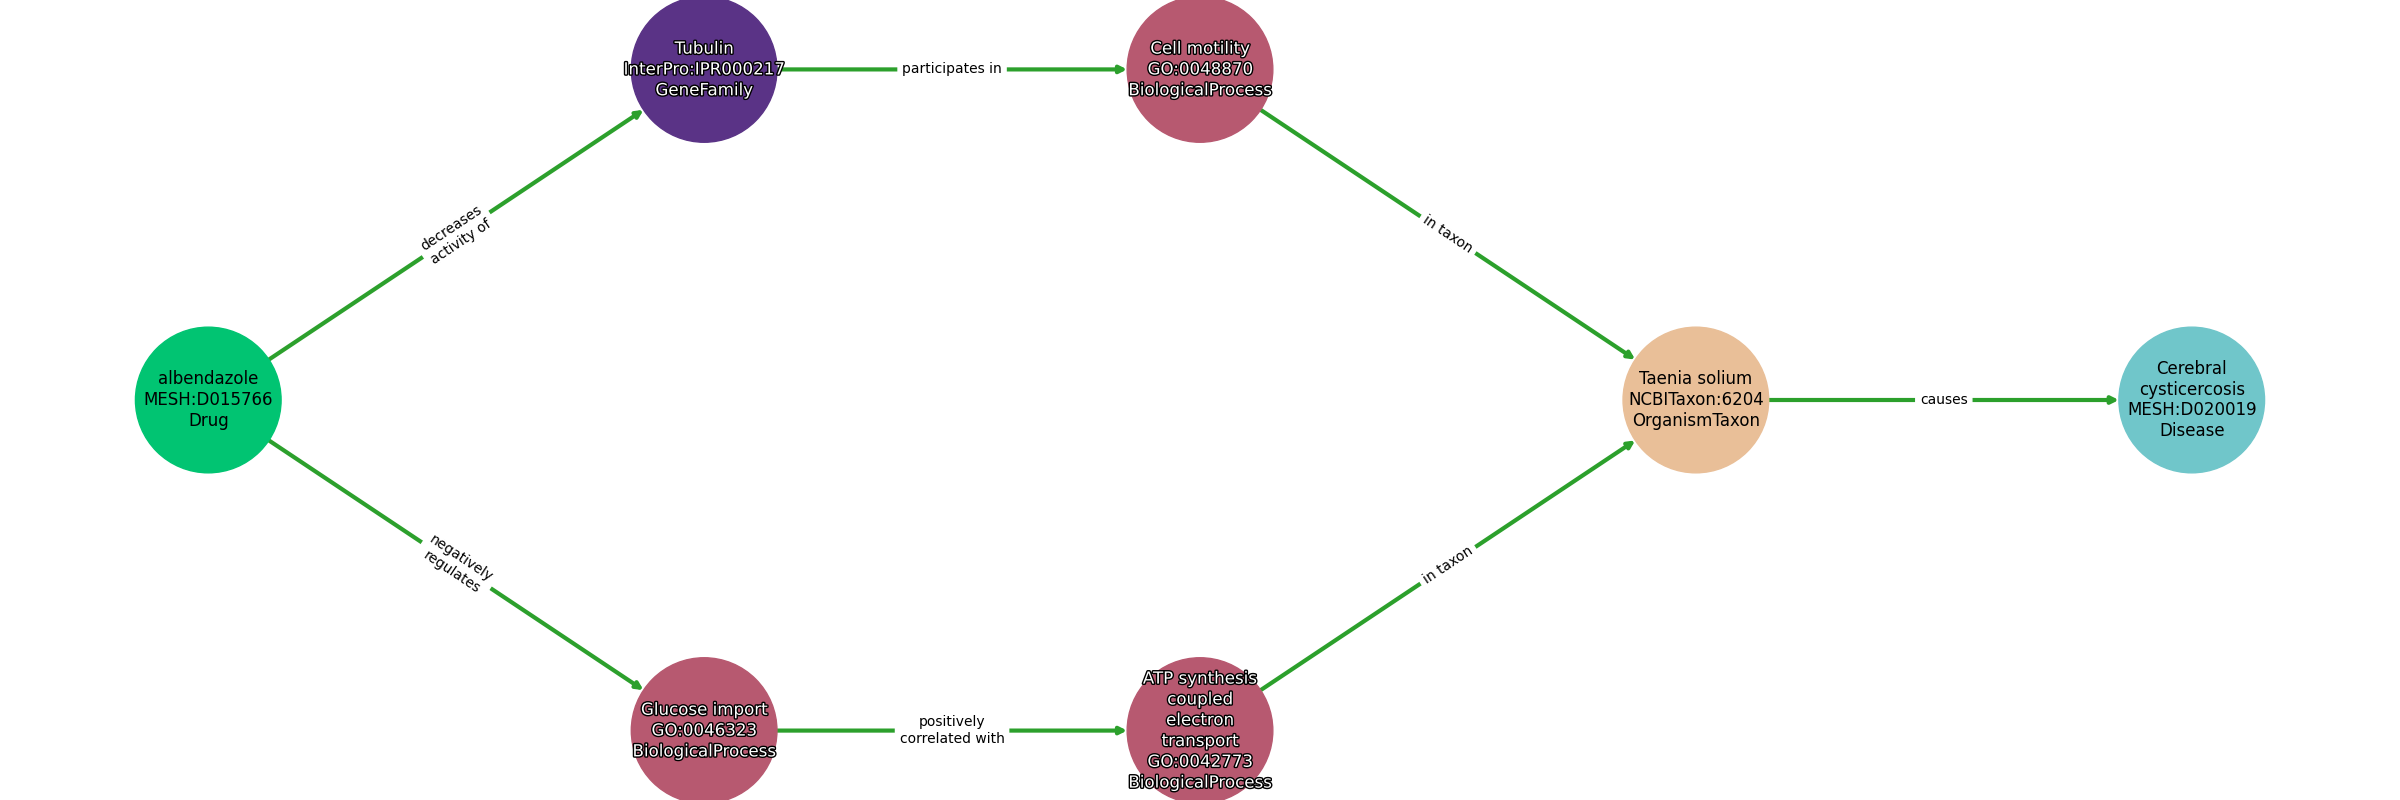 Tubulin
InterPro:IPR000217
GeneFamily
participates in
Cell motility
GO:0048870
BiologicalProcess
decreases
activity of
in taxon
albendazole
MESH:D015766
Drug
Taenia solium
NCBITaxon:6204
OrganismTaxon
causes
Cerebral
cysticercosis
MESH:D020019
Disease
negatively
regulates
in taxon
Glucose import
GO:0046323
BiologicalProcess
positively
correlated with
ATP synthesis
coupled
electron
transport
GO:0042773
BiologicalProcess